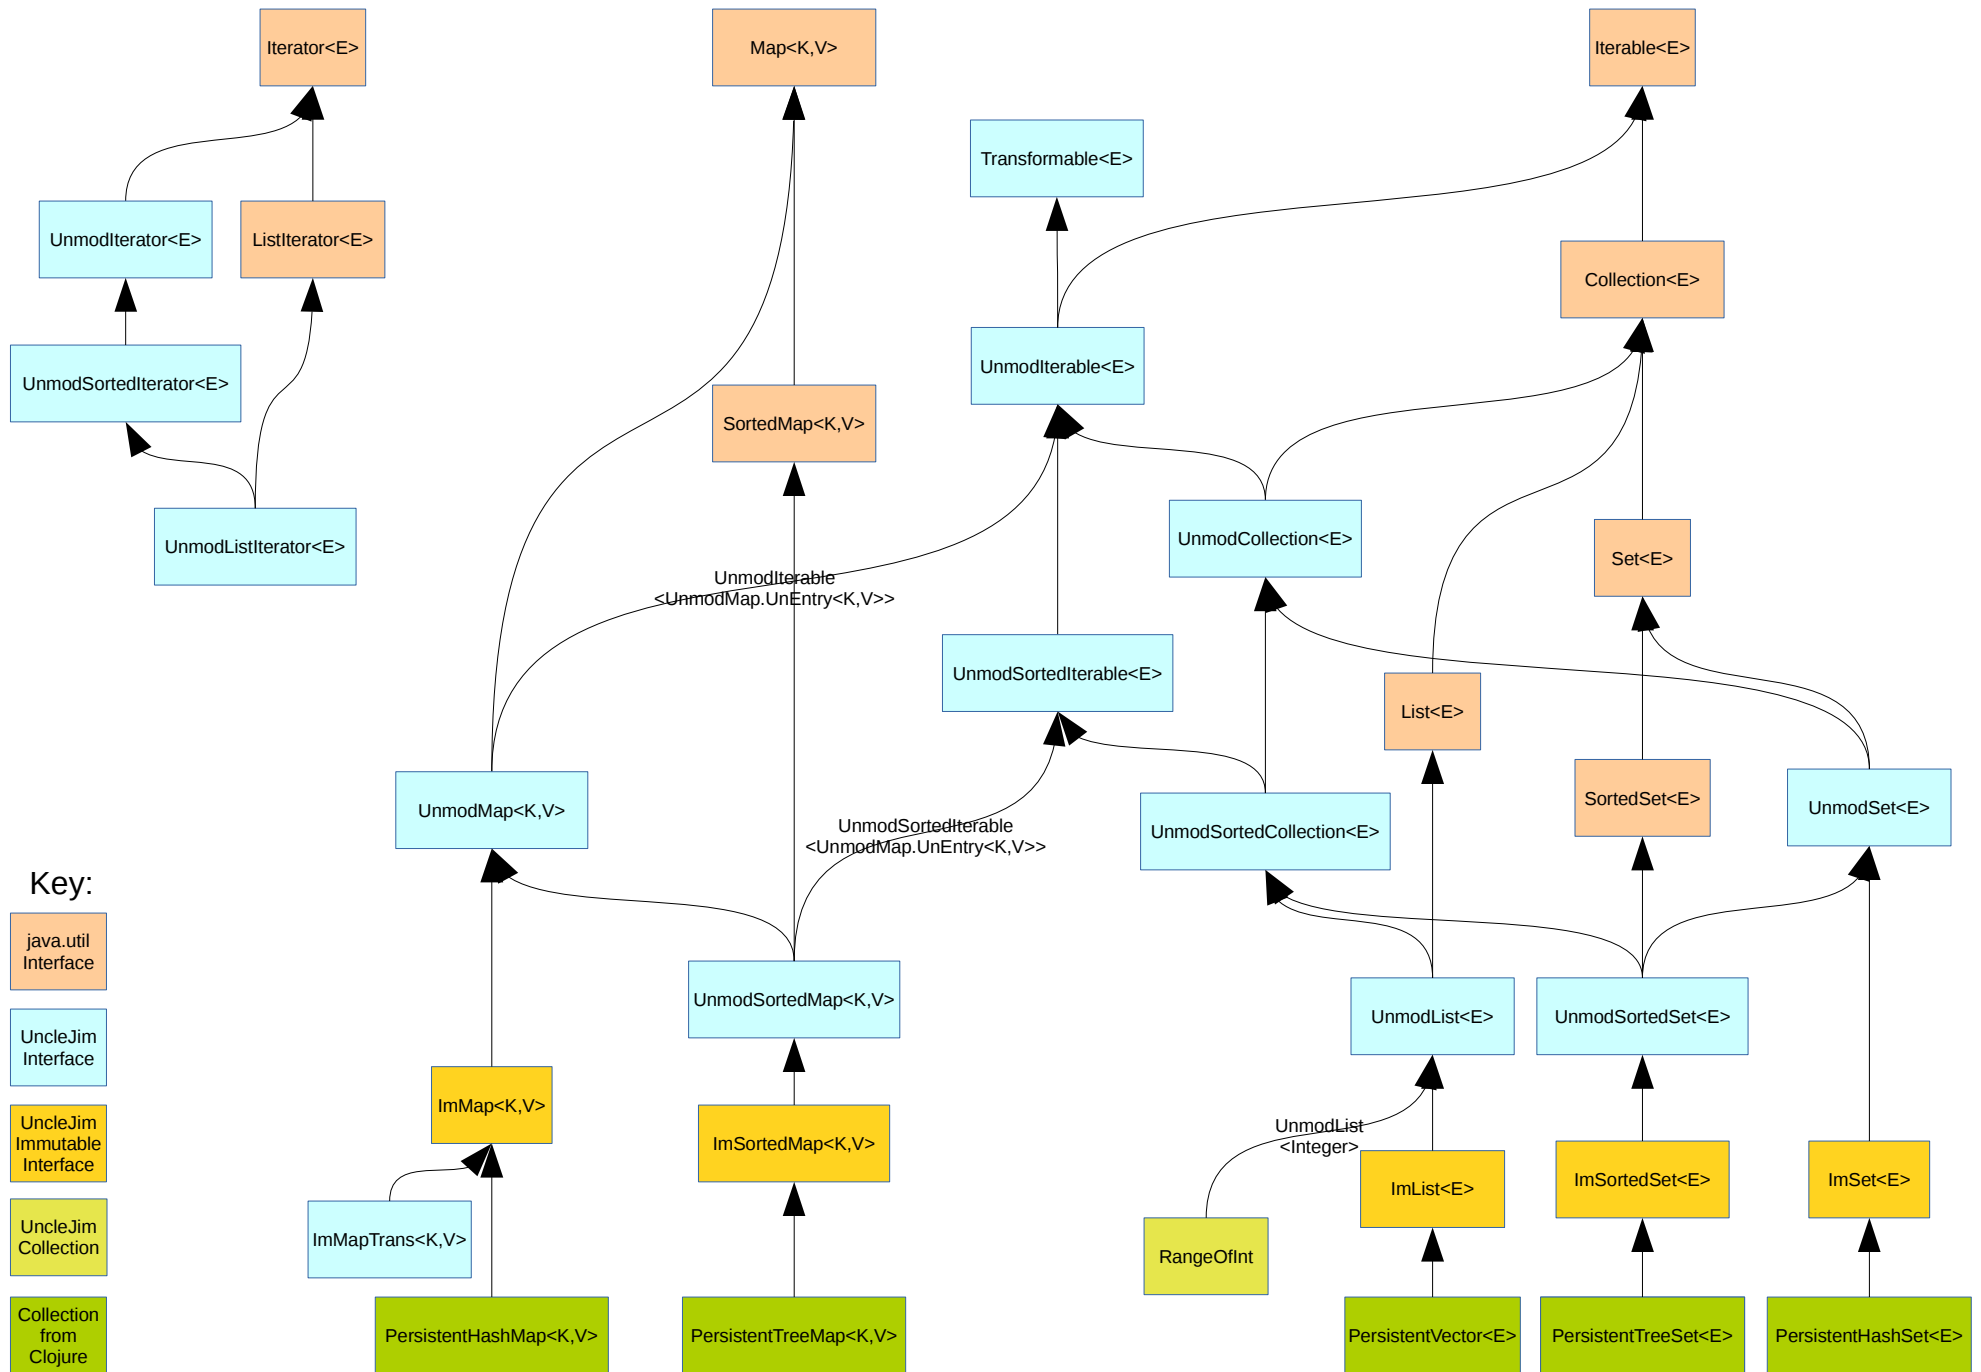 Iterator<E>
Map<K,V>
Iterable<E>
Transformable<E>
UnmodIterator<E>
ListIterator<E>
Collection<E>
UnmodIterable<E>
UnmodSortedIterator<E>
SortedMap<K,V>
UnmodListIterator<E>
UnmodCollection<E>
Set<E>
UnmodIterable
<UnmodMap.UnEntry<K,V>>
UnmodSortedIterable<E>
List<E>
UnmodMap<K,V>
UnmodSortedIterable
<UnmodMap.UnEntry<K,V>>
UnmodSortedCollection<E>
SortedSet<E>
UnmodSet<E>
Key:
java.util
Interface
UncleJim
Interface
UncleJim
Immutable
Interface
UncleJim
Collection
Collection
from
Clojure
UnmodSortedMap<K,V>
UnmodList<E>
UnmodSortedSet<E>
ImMap<K,V>
ImSortedMap<K,V>
UnmodList
<Integer>
ImList<E>
ImSortedSet<E>
ImSet<E>
ImMapTrans<K,V>
RangeOfInt
PersistentHashMap<K,V>
PersistentTreeMap<K,V>
PersistentVector<E>
PersistentTreeSet<E>
PersistentHashSet<E>